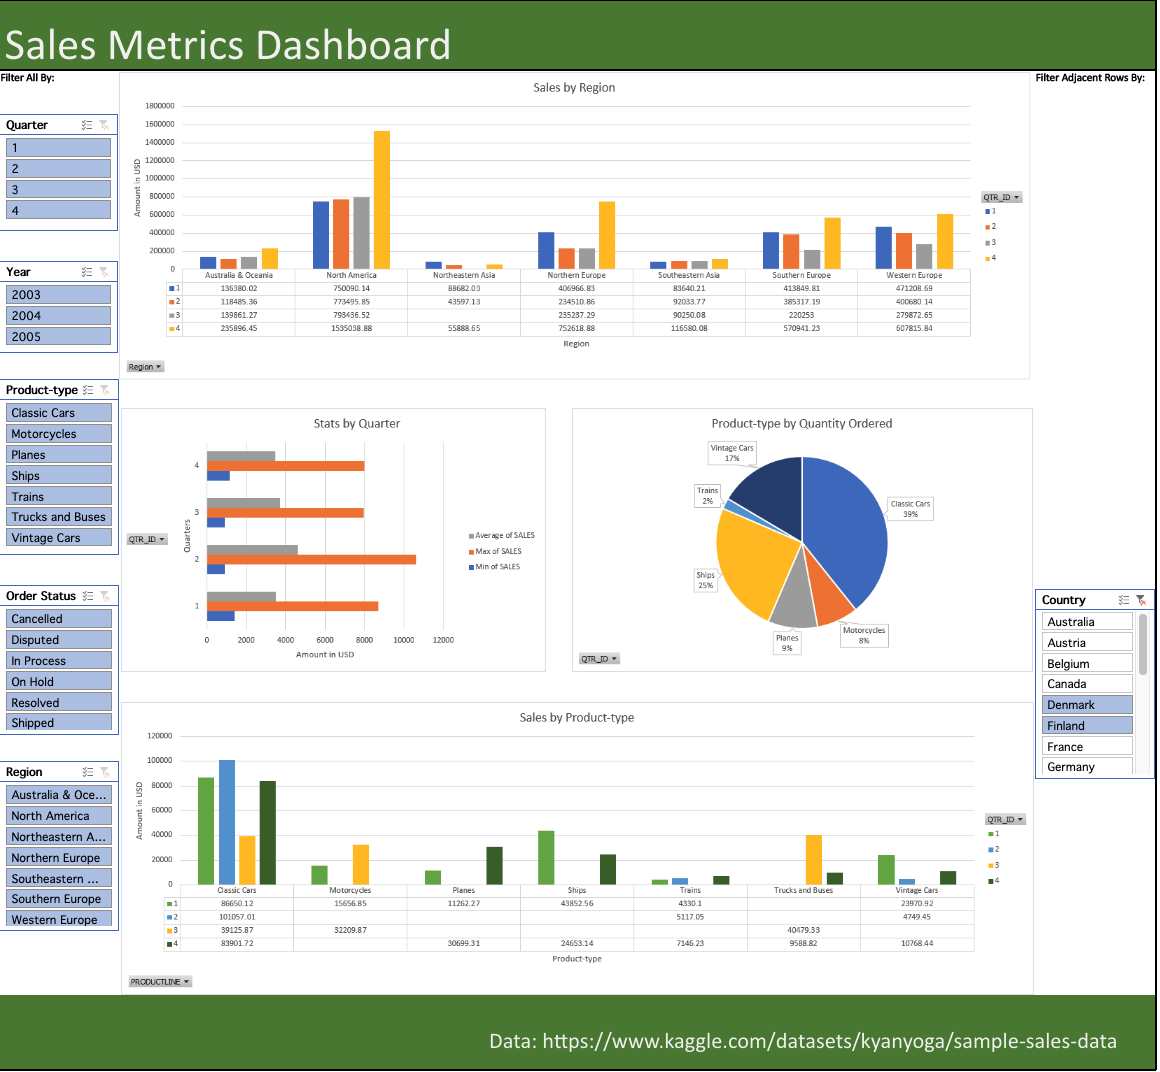 Sales Metrics Dashboard
Filter All By:
Filter Adjacent Rows By:
Quarter
1
2
3
4
Year
2003
2004
2005
Product-type
Classic Cars
Motorcycles
Planes
Ships
Trains
Trucks and Buses
Vintage Cars
Order Status
Cancelled
Disputed
In Process
On Hold
Resolved
Shipped
Region
Australia & Oce...
North America
Northeastern A...
Northern Europe
Southeastern ...
Southern Europe
Western Europe
Sales by Region
Amount in USD
1800000
1600000
1400000
1200000
1000000
800000
600000
400000
200000
0
Australia & Oceania North America Northeastern Asia Northern Europe Southeastern Asia Southern Europe Western Europe
1 136380.02 750090.14 88682.03 406966.83 83640.21 413849.81 471208.69
2 118485.36 773495.85 43597.13 234510.86 92033.77 385317.19 400680.14
3 139861.27 793436.52 235237.29 90250.08 220253 279872.65
4 235896.45 1535038.88 55888.65 752618.88 116580.08 570941.23 607815.84
Region
Region
QTR_ID
1
2
3
4
Stats by Quarter
QTR_ID
Quarters
4
3
2
1
0 2000 4000 6000 8000 10000 12000
Amount in USD
Average of SALES
Max of SALES
Min of SALES
Product-type by Quantity Ordered
Vintage Cars
17%
Trains
2%
Classic Cars
39%
Ships
25%
Planes
9%
Motorcycles
8%
QTR_ID
Country
Australia
Austria
Belgium
Canada
Denmark
Finland
France
Germany
Sales by Product-type
Amount in USD
120000
100000
80000
60000
40000
20000
0
Classic Cars Motorcycles Planes Ships Trains Trucks and Buses Vintage Cars
1 86650.12 15656.85 11262.27 43852.56 4330.1 23970.92
2 101057.01 5117.05 4749.45
3 39125.87 32209.87 40479.33
4 83901.72 30699.31 24653.14 7146.23 9588.82 10768.44
Product-type
PRODUCTLINE
QTR_ID
1
2
3
4
Data: https://www.kaggle.com/datasets/kyanyoga/sample-sales-data